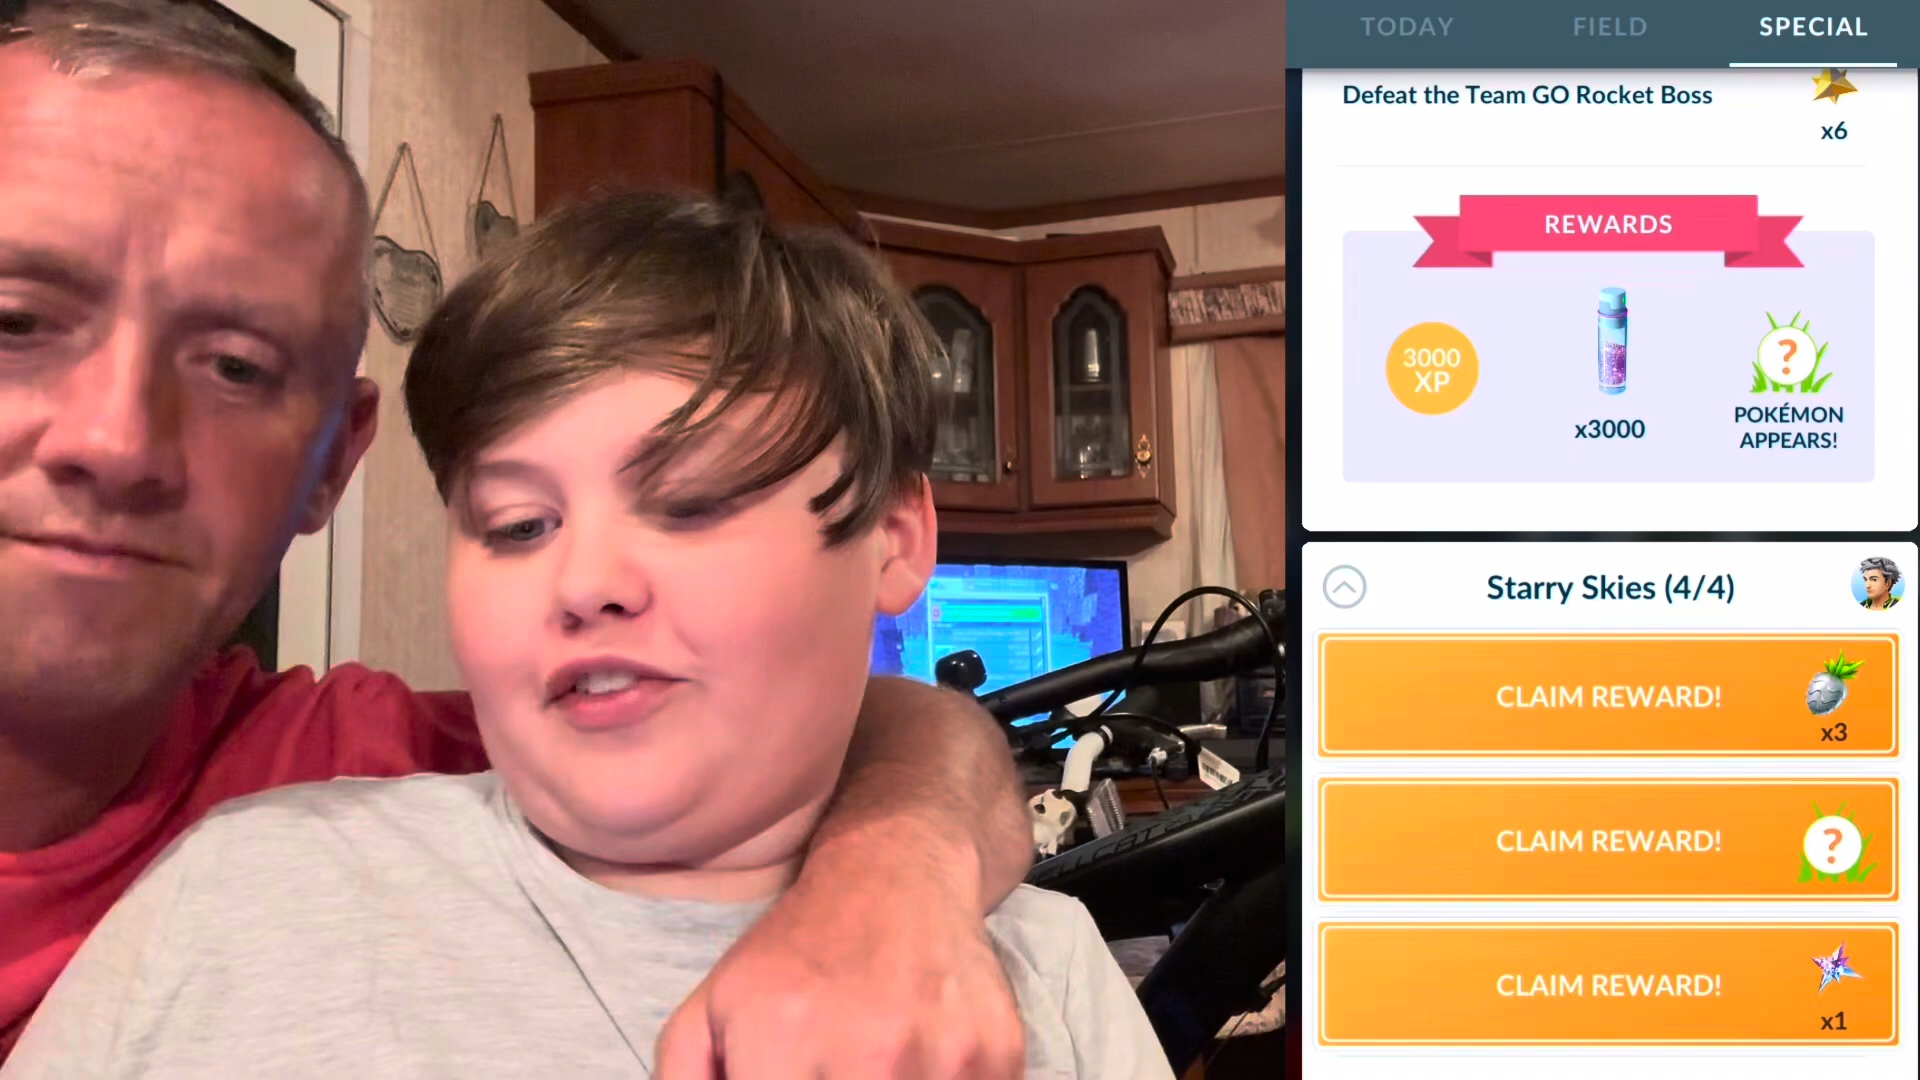 TODAY FIELD SPECIAL
Defeat the Team GO Rocket Boss
x6
REWARDS
3000
XP
x3000
POKÉMON
APPEARS!
Starry Skies (4/4)
CLAIM REWARD!
x3
CLAIM REWARD!
CLAIM REWARD!
x1